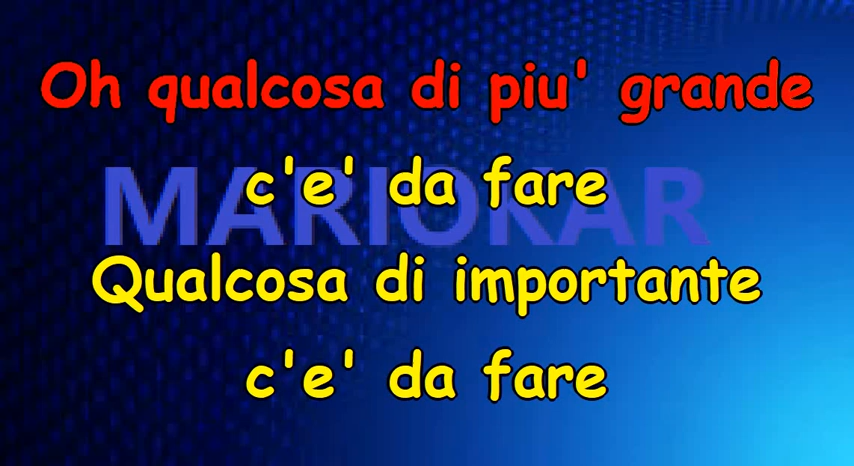 Oh qualcosa di piu' grande
c'e' da fare
MARIOKAR
Qualcosa di importante
c'e' da fare